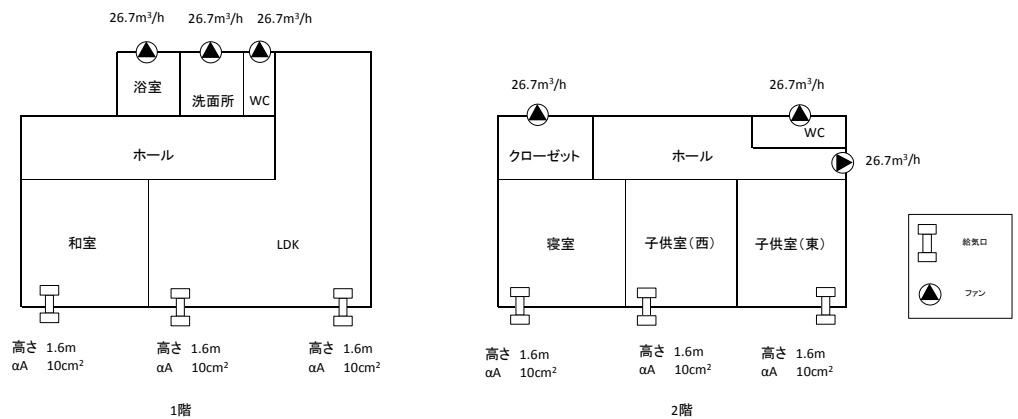 26.7m³/h 26.7m³/h 26.7m³/h
浴室
洗面所
WC
ホール
和室
LDK
高さ 1.6m
αA 10cm²
高さ 1.6m
αA 10cm²
高さ 1.6m
αA 10cm²
1階
26.7m³/h
26.7m³/h
WC
クローゼット
ホール
26.7m³/h
寝室
子供室(西)
子供室(東)
高さ 1.6m
αA 10cm²
高さ 1.6m
αA 10cm²
高さ 1.6m
αA 10cm²
2階
給気口
ファン